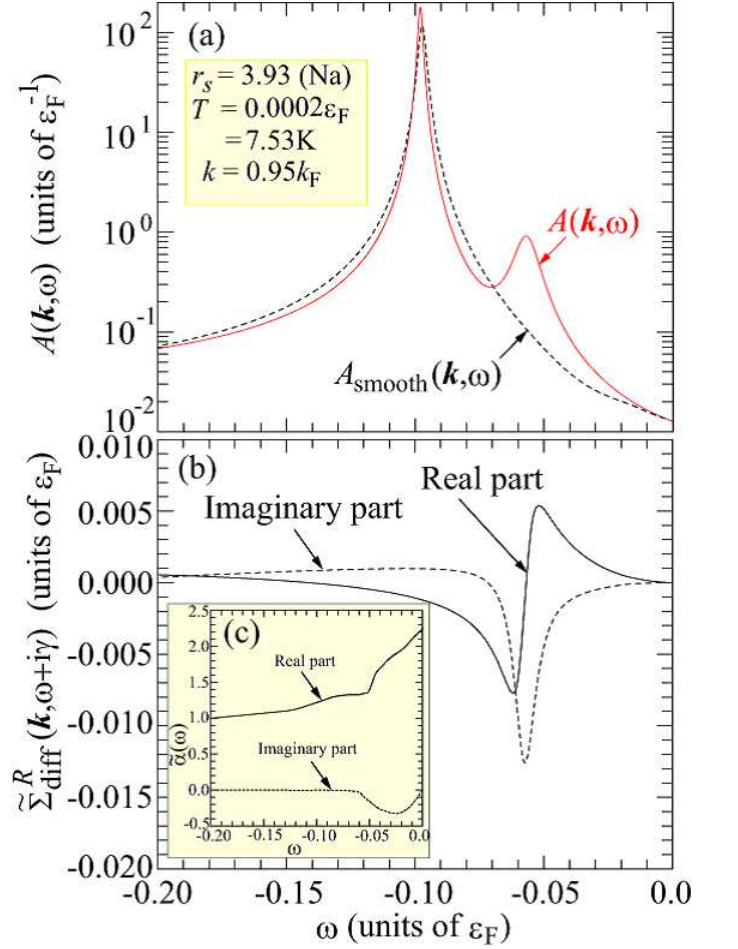 (a)
r_s = 3.93 (Na)
T = 0.0002ε_F
= 7.53K
k = 0.95k_F
A(k,ω) (units of ε_F^-1)
10^2
10^1
10^0
10^-1
10^-2
A(k,ω)
A_smooth(k,ω)
(b)
Real part
Imaginary part
Σ̃^R_diff(k,ω+iγ) (units of ε_F)
0.010
0.005
0.000
-0.005
-0.010
-0.015
-0.020
(c)
Real part
Imaginary part
α̃(ω)
2.5
2.0
1.5
1.0
0.5
0.0
-0.5
-0.20 -0.15 -0.10 -0.05 0.0
ω
-0.20 -0.15 -0.10 -0.05 0.0
ω (units of ε_F)